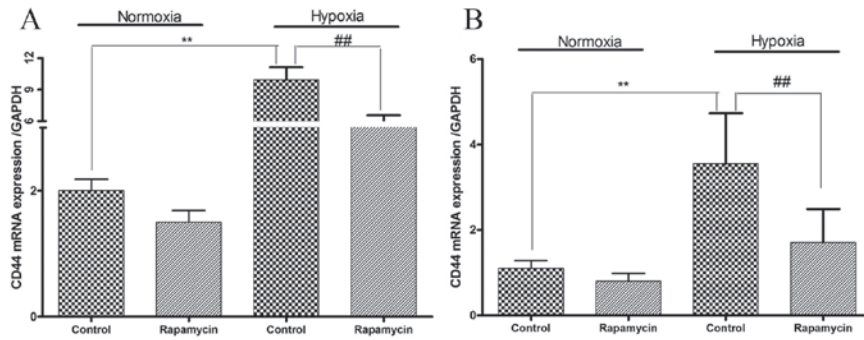 A
Normoxia
Hypoxia
**
##
CD44 mRNA expression /GAPDH
12
9
6
2
0
Control
Rapamycin
Control
Rapamycin
B
Normoxia
Hypoxia
**
##
CD44 mRNA expression /GAPDH
6
4
2
0
Control
Rapamycin
Control
Rapamycin